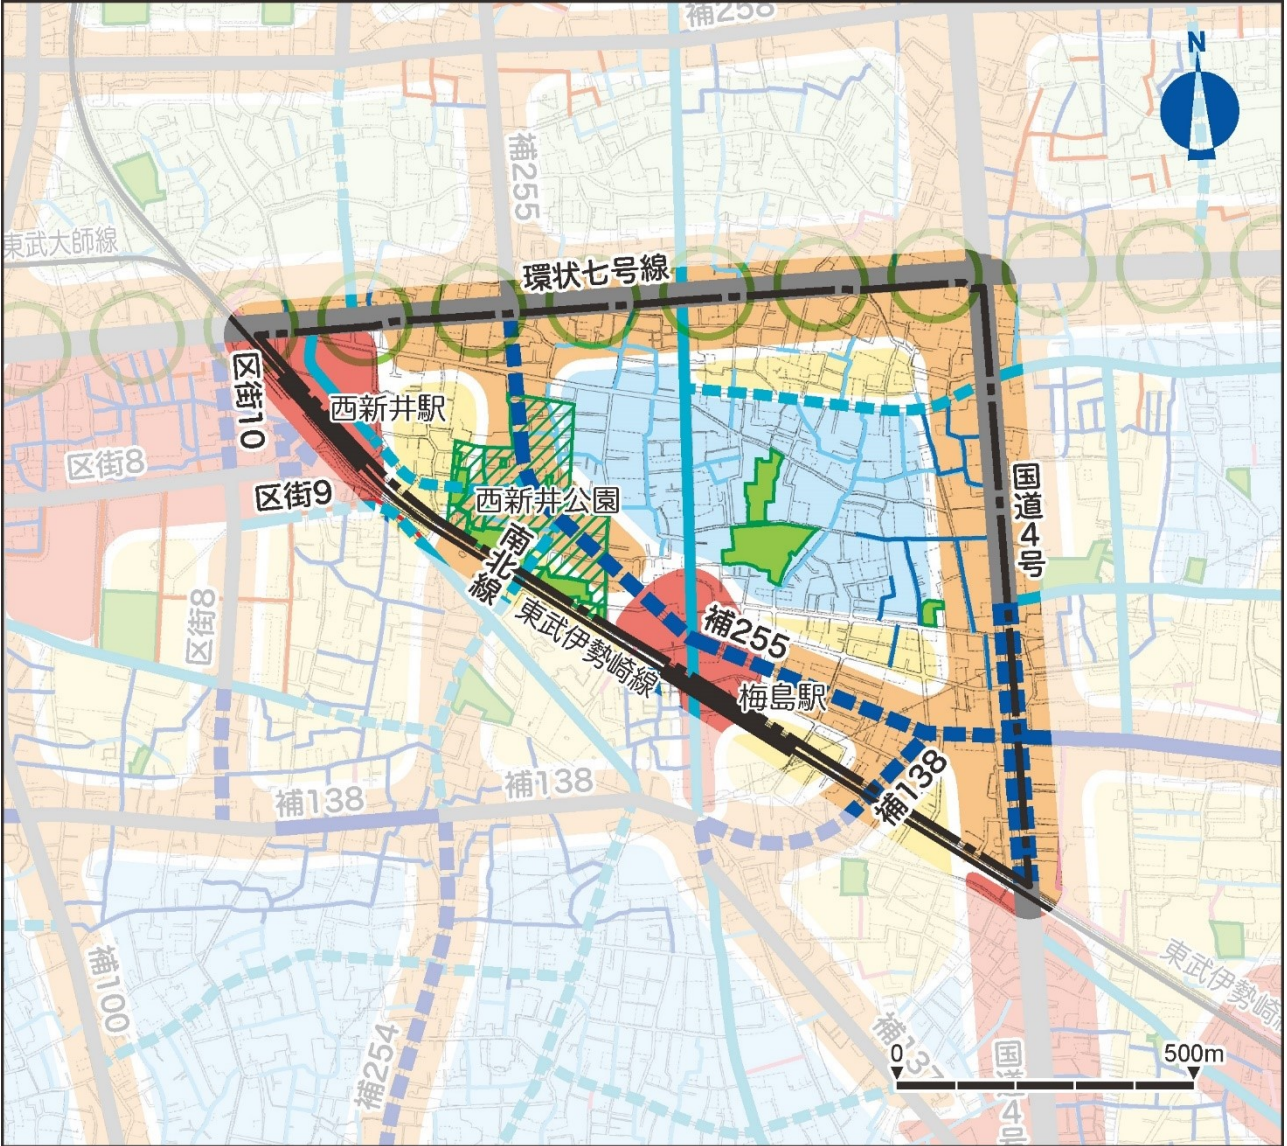 補258
N
補255
東武大師線
環状七号線
区街10
西新井駅
区街8
区街9
西新井公園
国道4号
南北線
区街8
東武伊勢崎線
補255
梅島駅
補138
補138
補138
補100
東武伊勢崎
補254
補137
国道4号
0
500m